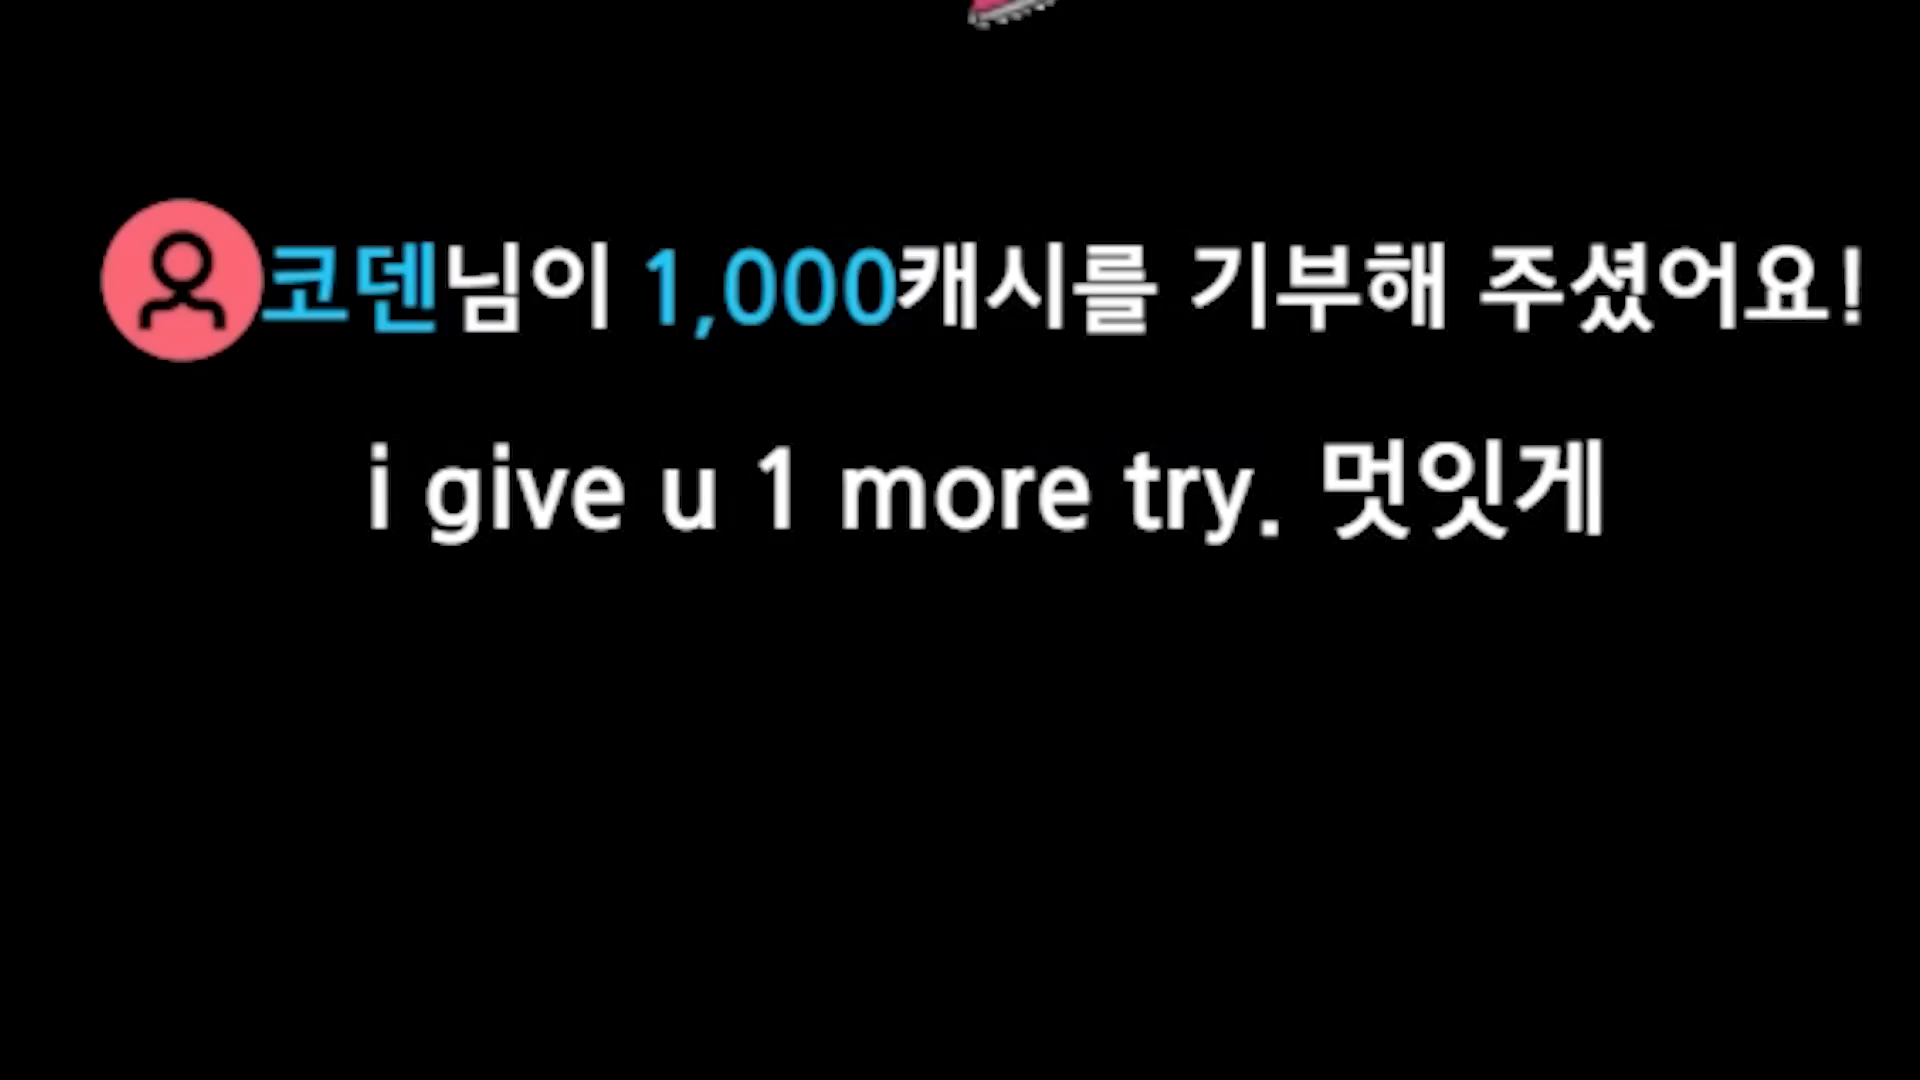 코덴님이 1,000캐시를 기부해 주셨어요!
i give u 1 more try. 멋잇게